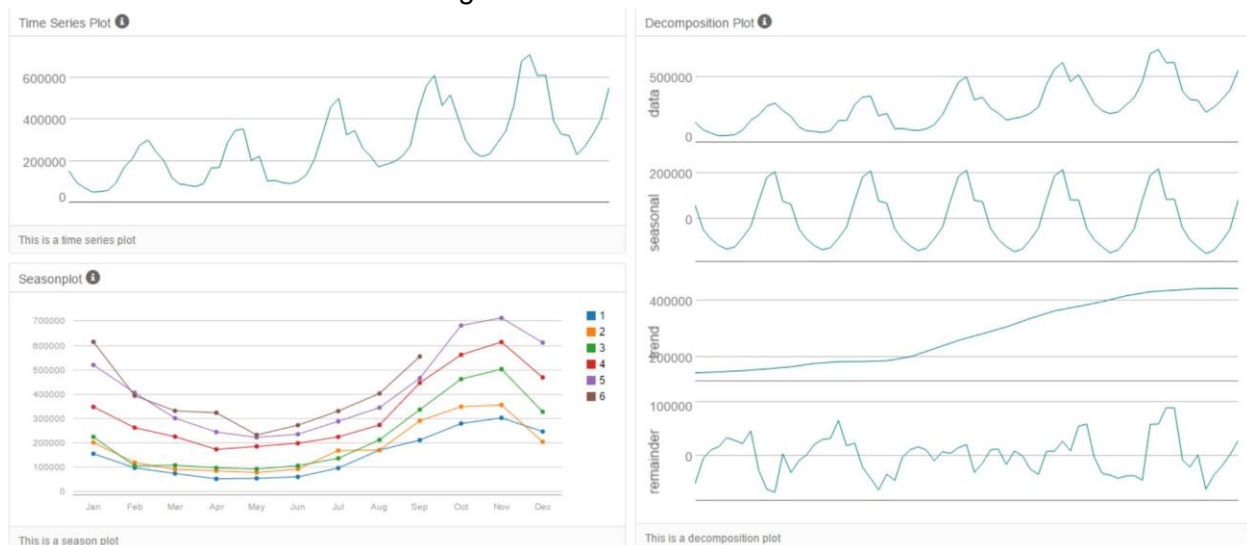 Time Series Plot
600000
400000
200000
0
This is a time series plot
Seasonplot
700000
600000
500000
400000
300000
200000
100000
0
Jan Feb Mar Apr May Jun Jul Aug Sep Oct Nov Dec
1
2
3
4
5
6
This is a season plot
Decomposition Plot
data
500000
0
seasonal
200000
0
trend
400000
200000
remainder
100000
0
This is a decomposition plot